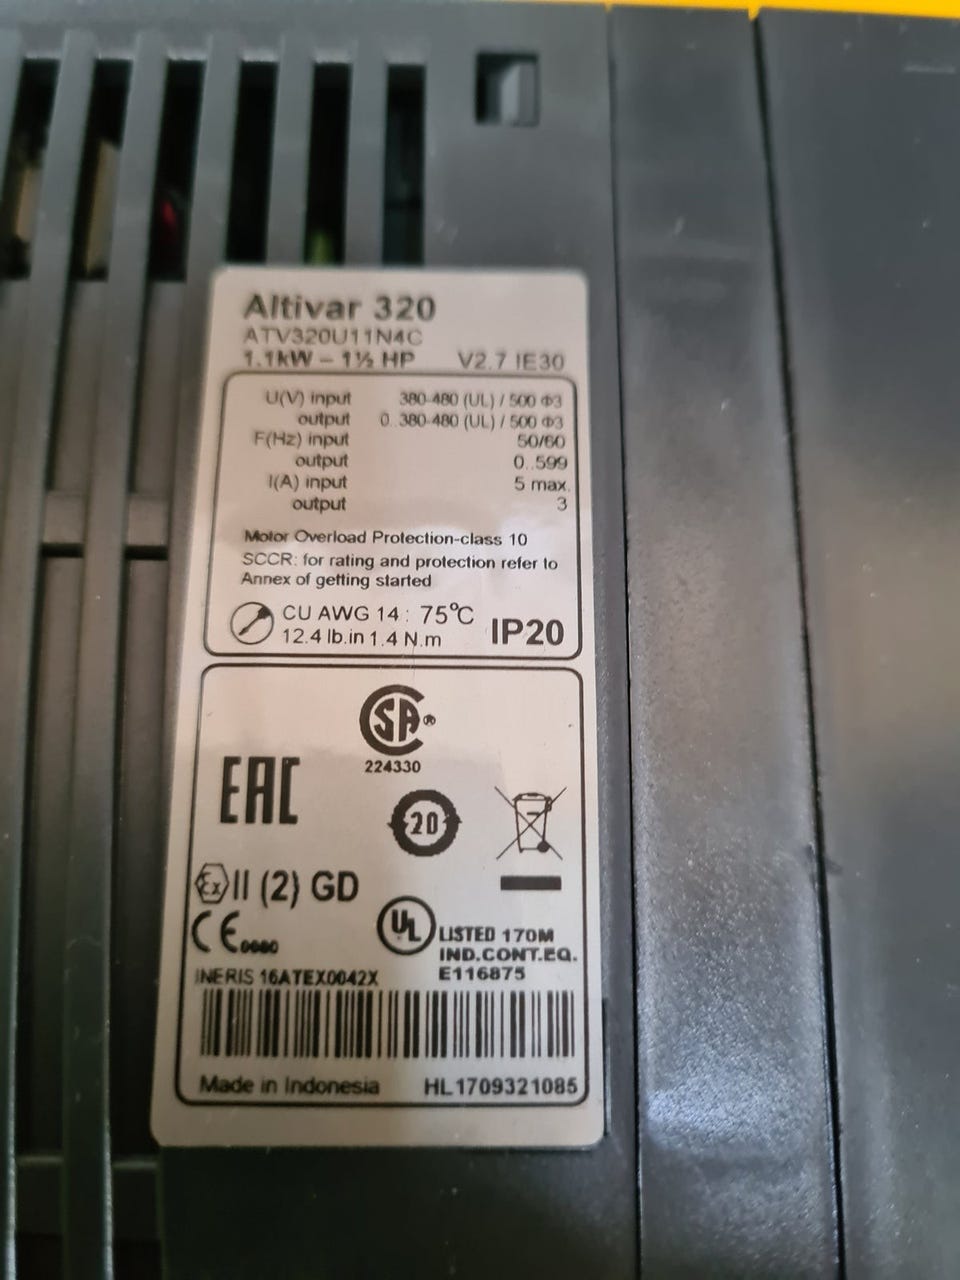 Altivar 320
ATV320U11N4C
1.1kW – 1½ HP V2.7 IE30
U(V) input 380-480 (UL) / 500 Φ3
output 0..380-480 (UL) / 500 Φ3
F(Hz) input 50/60
output 0..599
I(A) input 5 max.
output 3
Motor Overload Protection-class 10
SCCR: for rating and protection refer to
Annex of getting started
CU AWG 14 : 75°C
12.4 lb.in 1.4 N.m IP20
SA ®
224330
EAC
20
Ex II (2) GD
CE 0080
UL LISTED 170M
IND.CONT.EQ.
E116875
INERIS 16ATEX0042X
Made in Indonesia HL1709321085